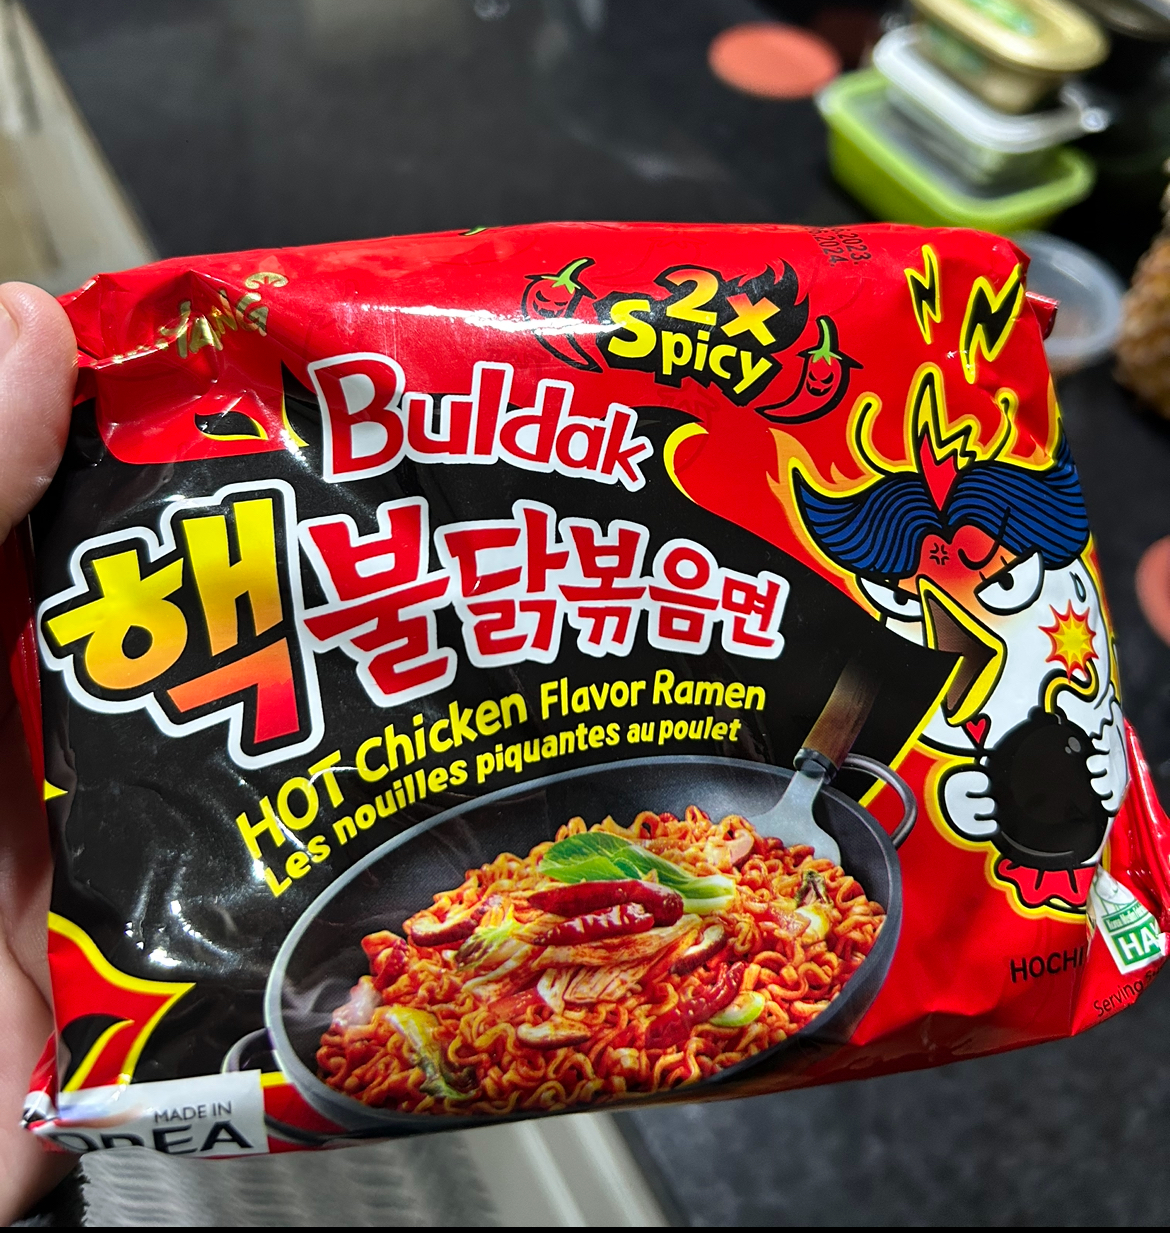 2x
Spicy
Buldak
핵불닭볶음면
HOT Chicken Flavor Ramen
Les nouilles piquantes au poulet
MADE IN